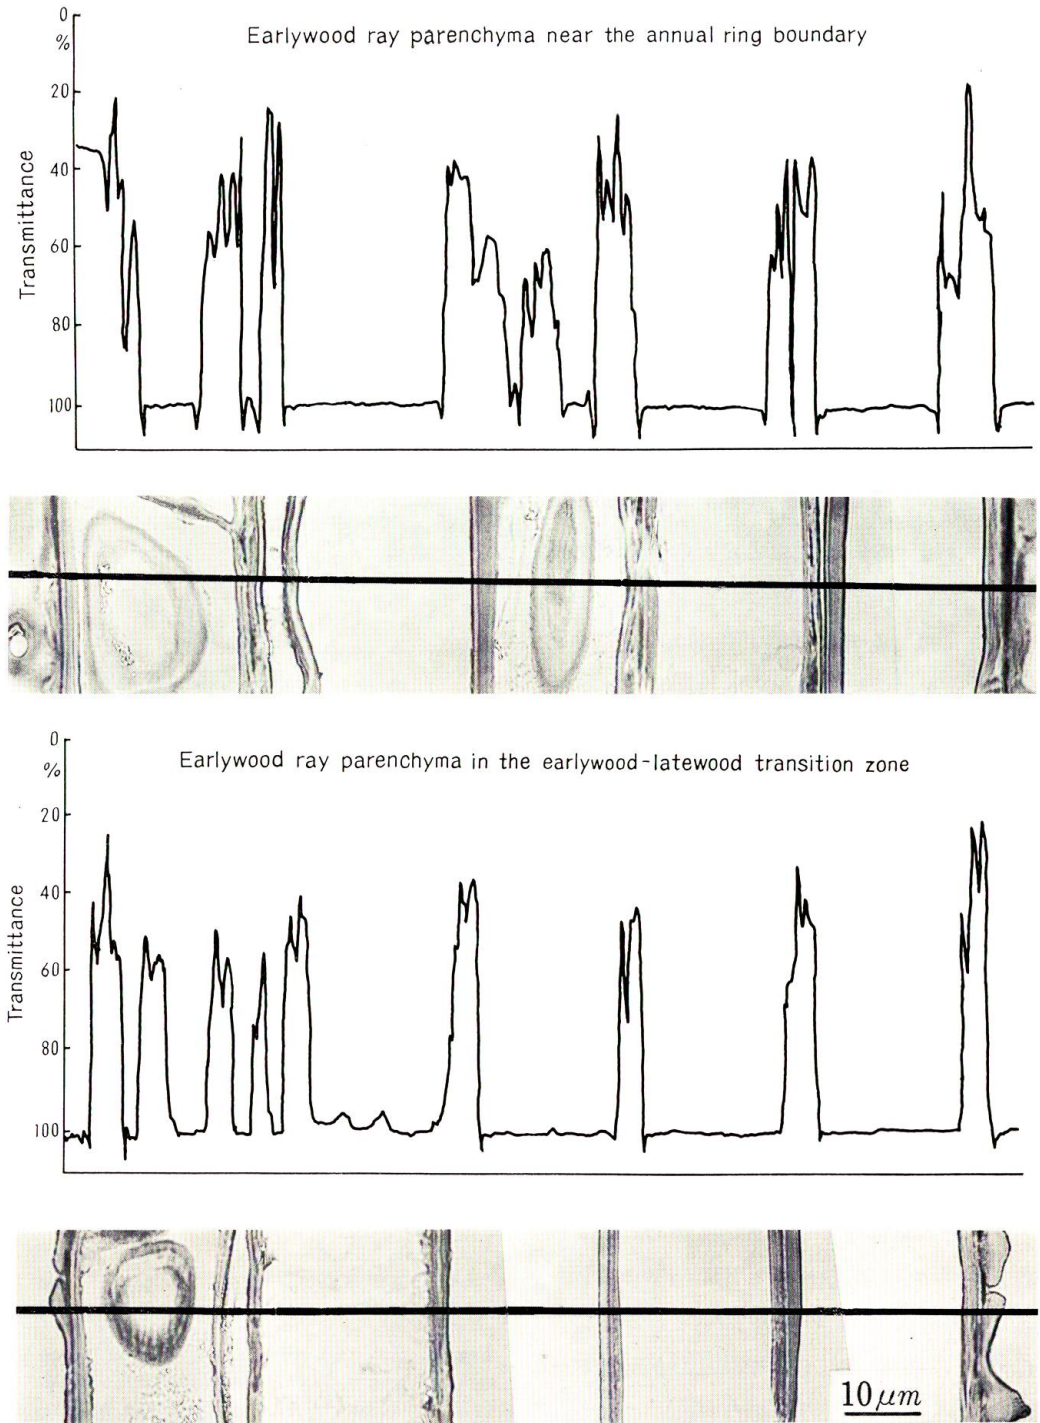 0
%
Earlywood ray parenchyma near the annual ring boundary
20
40
60
80
100
Transmittance
0
%
Earlywood ray parenchyma in the earlywood-latewood transition zone
20
40
60
80
100
Transmittance
10 μm